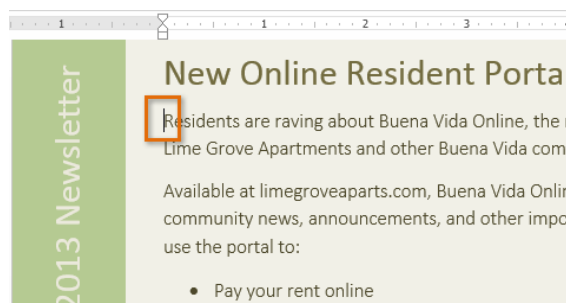 1 1 2 3
2013 Newsletter
New Online Resident Porta
Residents are raving about Buena Vida Online, the
Lime Grove Apartments and other Buena Vida com
Available at limegroveaparts.com, Buena Vida Onli
community news, announcements, and other impo
use the portal to:
• Pay your rent online